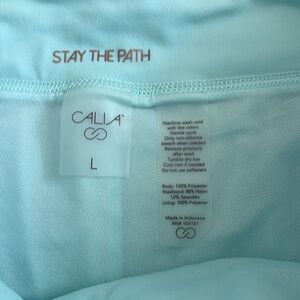 STAY THE PATH
CALIA
L
Machine wash cold
with like colors
Gentle cycle
Only non-chlorine
bleach when needed
Remove promptly
after wash
Tumble dry low
Cool iron if needed
Do not use softeners
Body: 100% Polyester
Waistband: 88% Nylon
12% Spandex
Lining: 100% Polyester
Made in Indonesia
RN# 106141